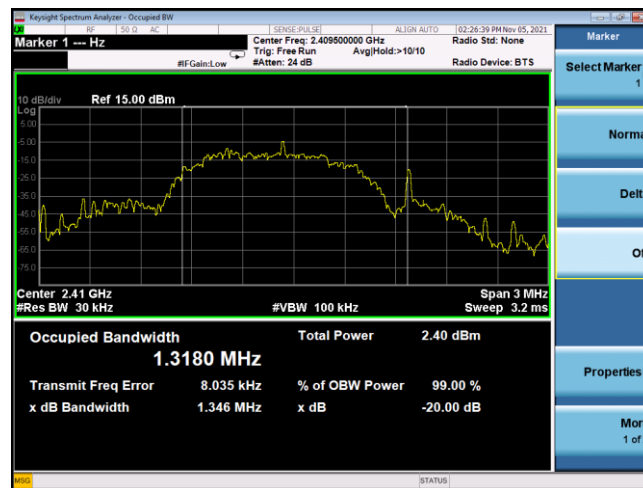 Keysight Spectrum Analyzer - Occupied BW
LXI RF 50 Ω AC SENSE:PULSE ALIGN AUTO 02:26:39 PM Nov 05, 2021
Marker 1 --- Hz
Center Freq: 2.409500000 GHz
Radio Std: None
Trig: Free Run Avg|Hold:>10/10
#IFGain:Low #Atten: 24 dB Radio Device: BTS
10 dB/div Ref 15.00 dBm
Log
5.00
-5.00
-15.0
-25.0
-35.0
-45.0
-55.0
-65.0
-75.0
Center 2.41 GHz Span 3 MHz
#Res BW 30 kHz #VBW 100 kHz Sweep 3.2 ms
Occupied Bandwidth Total Power 2.40 dBm
1.3180 MHz
Transmit Freq Error 8.035 kHz % of OBW Power 99.00 %
x dB Bandwidth 1.346 MHz x dB -20.00 dB
MSG STATUS
Marker
Select Marker
1
Norma
Delt
Of
Properties
Mor
1 of